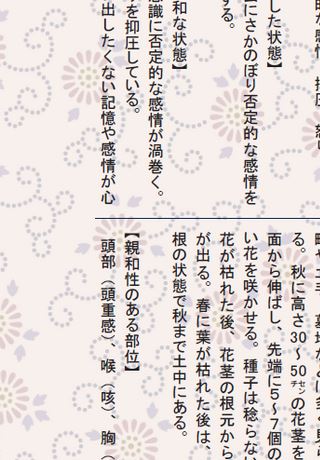 した状態】
にさかのぼり否定的な感情を
する。
和な状態】
意識に否定的な感情が渦巻く。
を抑圧している。
出したくない記憶や感情が心
る。秋に高さ30～50センチの花茎を
面から伸ばし、先端に5～7個の
い花を咲かせる。種子は稔らな
花が枯れた後、花茎の根元から
が出る。春に葉が枯れた後は、
根の状態で秋まで土中にある。
【親和性のある部位】
頭部（頭重感）、喉（咳）、胸（